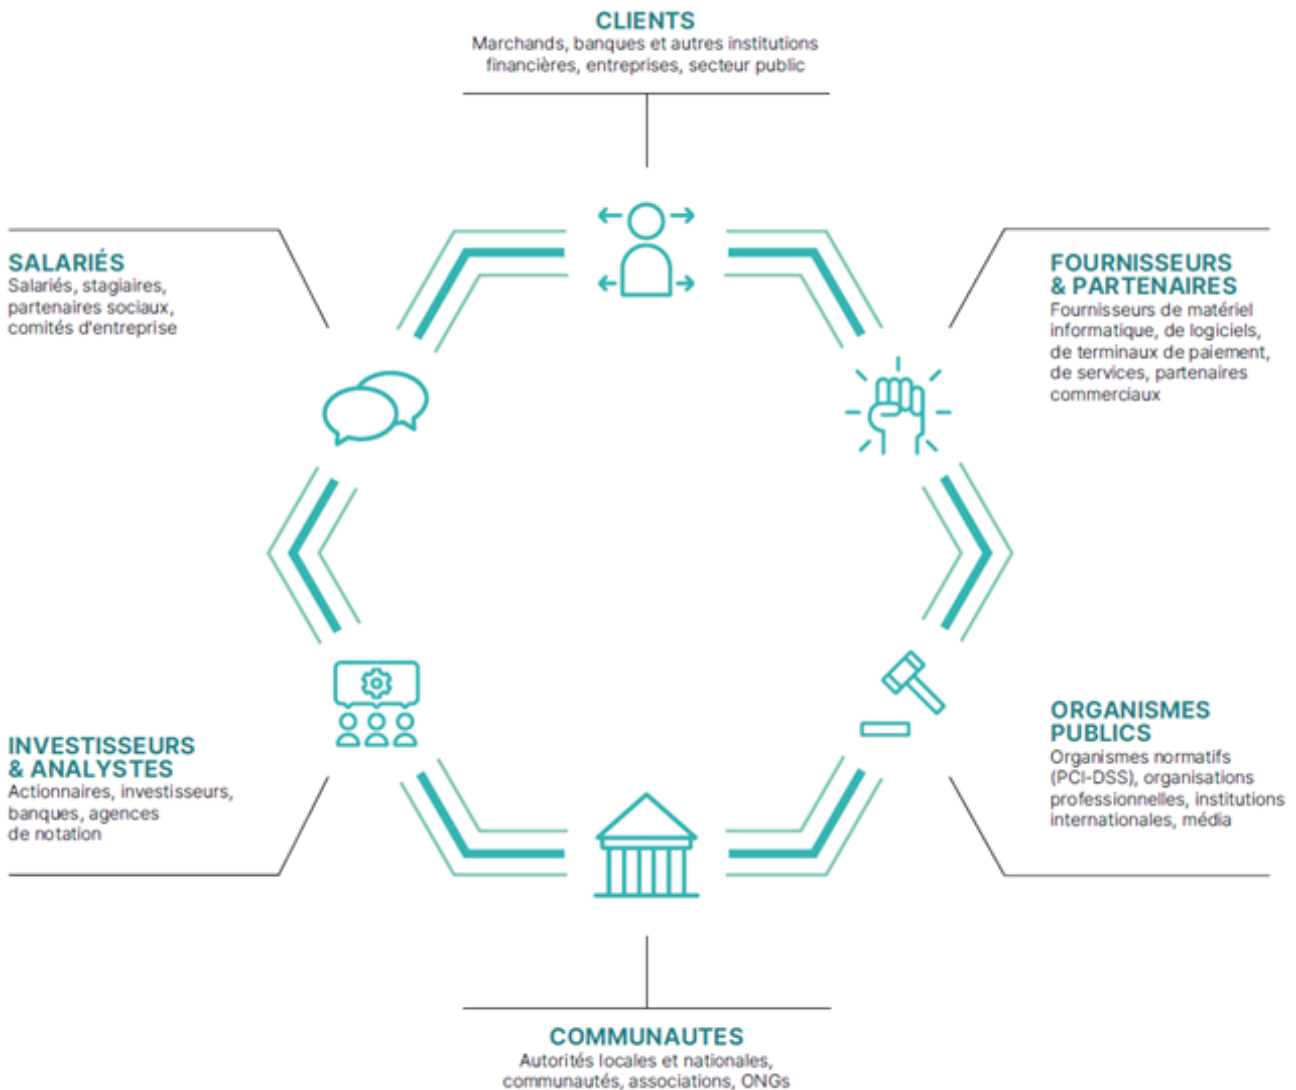 CLIENTS
Marchands, banques et autres institutions
financières, entreprises, secteur public
SALARIÉS
Salariés, stagiaires,
partenaires sociaux,
comités d'entreprise
FOURNISSEURS
& PARTENAIRES
Fournisseurs de matériel
informatique, de logiciels,
de terminaux de paiement,
de services, partenaires
commerciaux
INVESTISSEURS
& ANALYSTES
Actionnaires, investisseurs,
banques, agences
de notation
ORGANISMES
PUBLICS
Organismes normatifs
(PCI-DSS), organisations
professionnelles, institutions
internationales, média
COMMUNAUTES
Autorités locales et nationales,
communautés, associations, ONGs